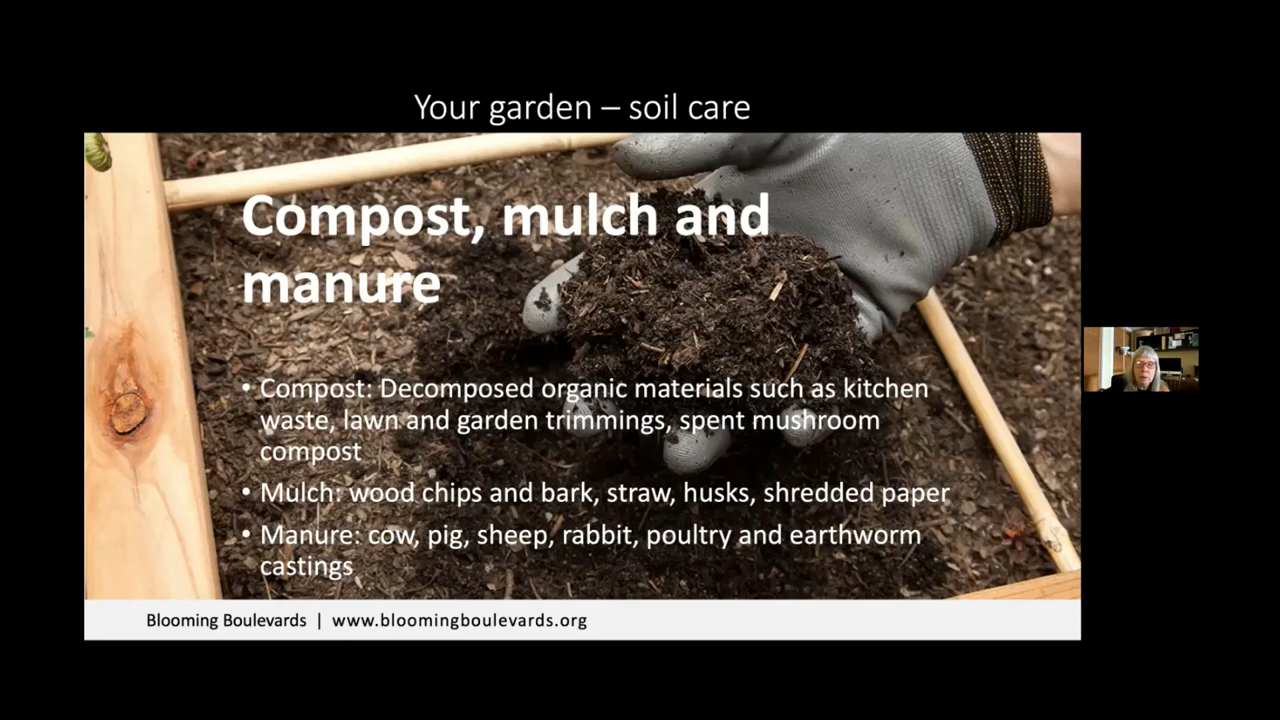 Your garden – soil care
Compost, mulch and
manure
• Compost: Decomposed organic materials such as kitchen
waste, lawn and garden trimmings, spent mushroom
compost
• Mulch: wood chips and bark, straw, husks, shredded paper
• Manure: cow, pig, sheep, rabbit, poultry and earthworm
castings
Blooming Boulevards | www.bloomingboulevards.org